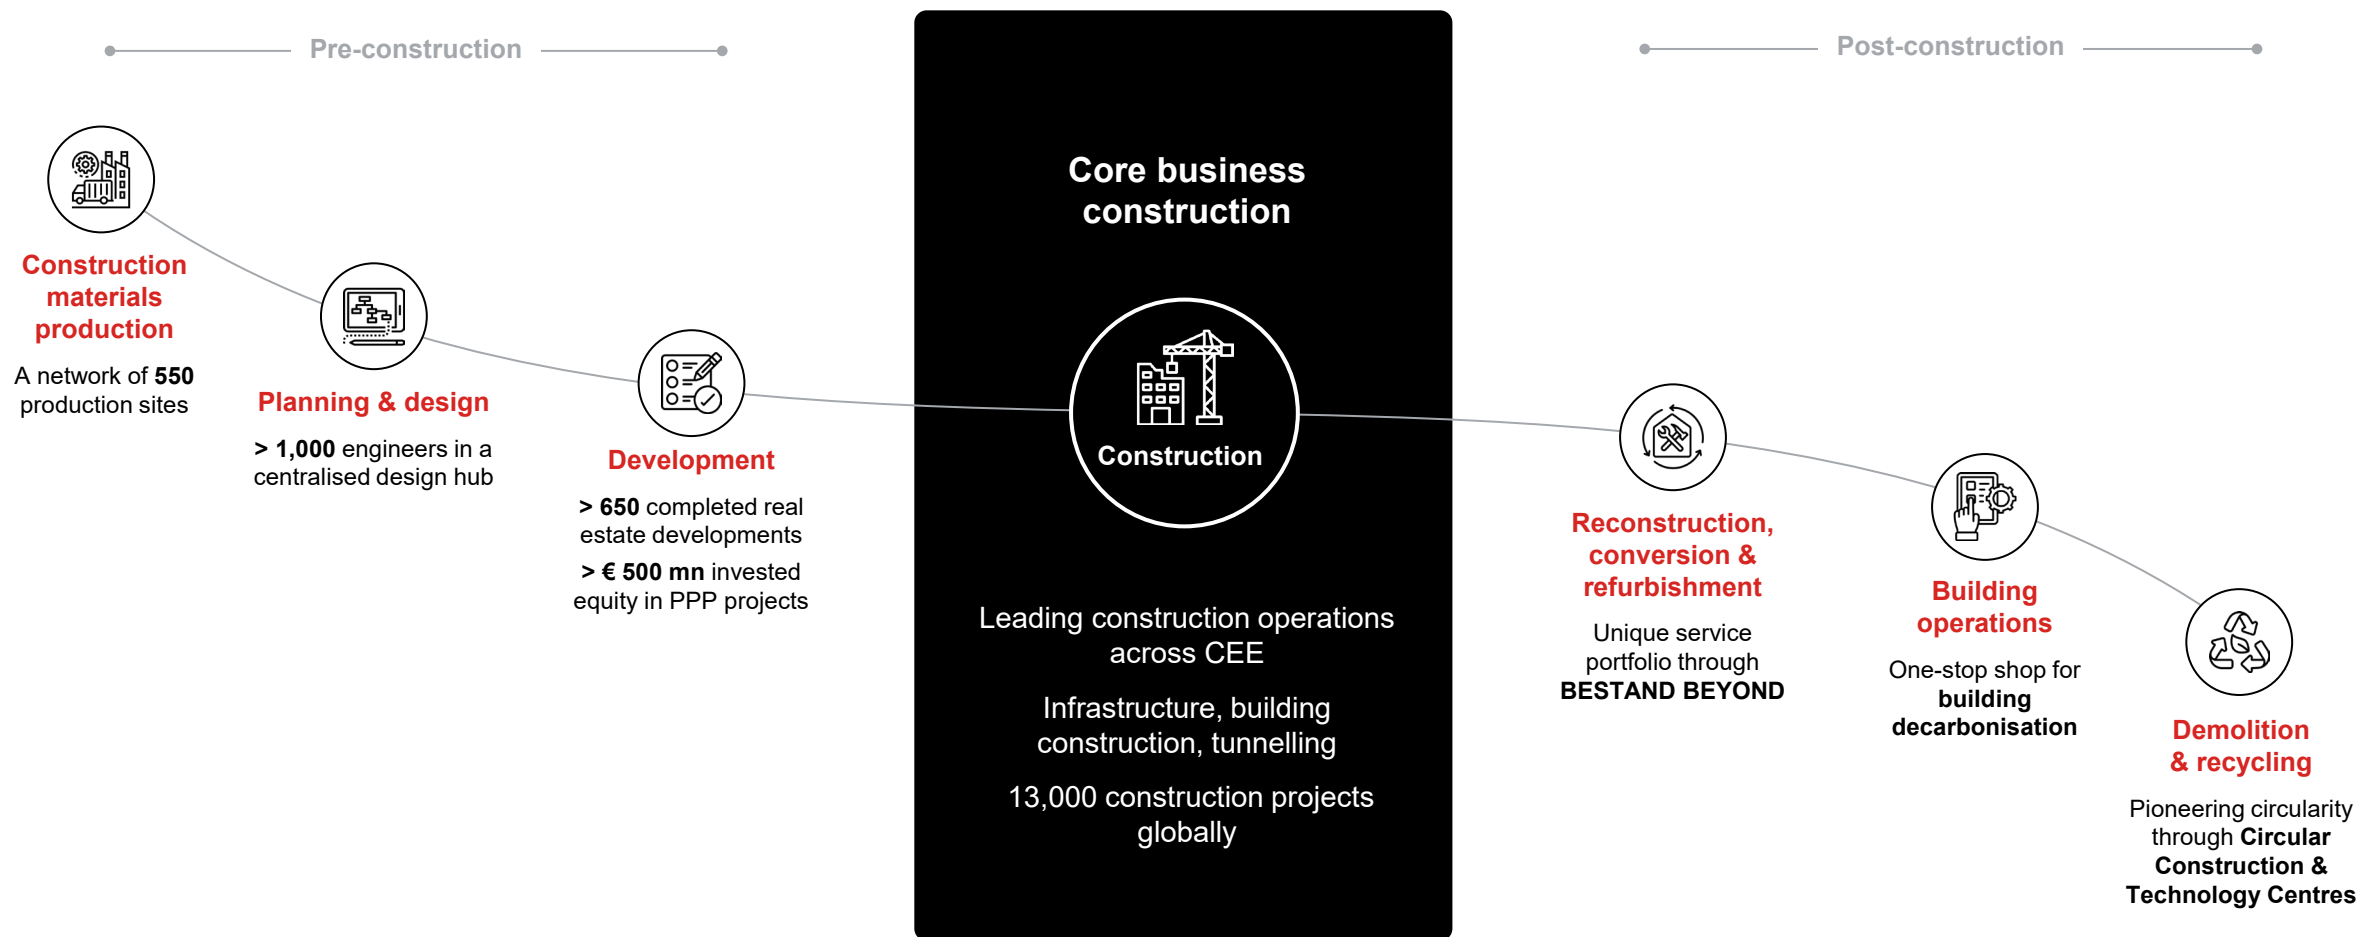 Pre-construction
Construction
materials
production
A network of 550
production sites
Planning & design
> 1,000 engineers in a
centralised design hub
Development
> 650 completed real
estate developments
> € 500 mn invested
equity in PPP projects
Core business
construction
Construction
Leading construction operations
across CEE
Infrastructure, building
construction, tunnelling
13,000 construction projects
globally
Post-construction
Reconstruction,
conversion &
refurbishment
Unique service
portfolio through
BESTAND BEYOND
Building
operations
One-stop shop for
building
decarbonisation
Demolition
& recycling
Pioneering circularity
through Circular
Construction &
Technology Centres